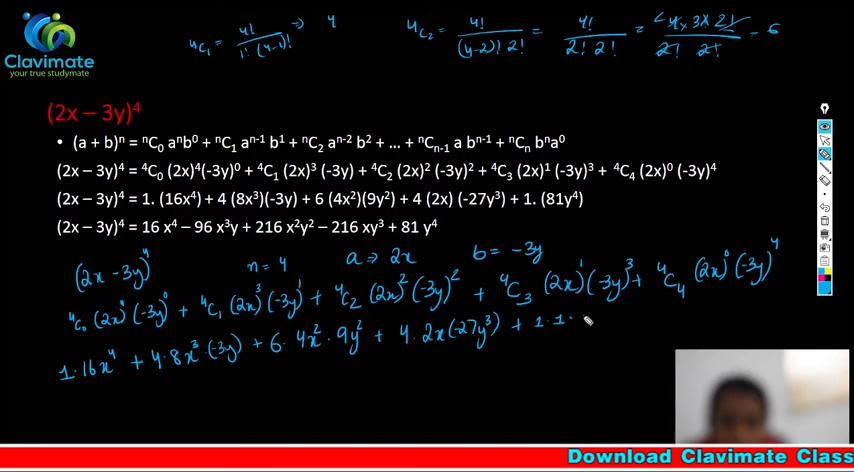 ⁴C₁ = 4! / 1! (4-1)! ⇒ 4
⁴C₂ = 4! / (4-2)! 2! = 4! / 2! 2! = 4 × 3 × 2! / 2! 2! = 6
Clavimate
your true studymate
(2x – 3y)⁴
• (a + b)ⁿ = ⁿC₀ aⁿb⁰ + ⁿC₁ aⁿ⁻¹ b¹ + ⁿC₂ aⁿ⁻² b² + ... + ⁿCₙ₋₁ a bⁿ⁻¹ + ⁿCₙ bⁿa⁰
(2x – 3y)⁴ = ⁴C₀ (2x)⁴(-3y)⁰ + ⁴C₁ (2x)³ (-3y) + ⁴C₂ (2x)² (-3y)² + ⁴C₃ (2x)¹ (-3y)³ + ⁴C₄ (2x)⁰ (-3y)⁴
(2x – 3y)⁴ = 1. (16x⁴) + 4 (8x³)(-3y) + 6 (4x²)(9y²) + 4 (2x) (-27y³) + 1. (81y⁴)
(2x – 3y)⁴ = 16 x⁴ – 96 x³y + 216 x²y² – 216 xy³ + 81 y⁴
(2x - 3y)⁴ n = 4 a ⇒ 2x b = -3y
⁴C₀ (2x)⁴ (-3y)⁰ + ⁴C₁ (2x)³ (-3y)¹ + ⁴C₂ (2x)² (-3y)² + ⁴C₃ (2x)¹ (-3y)³ + ⁴C₄ (2x)⁰ (-3y)⁴
1 · 16x⁴ + 4 · 8x³ · (-3y) + 6 · 4x² · 9y² + 4 · 2x (-27y³) + 1 · 1 ·
Download Clavimate Class